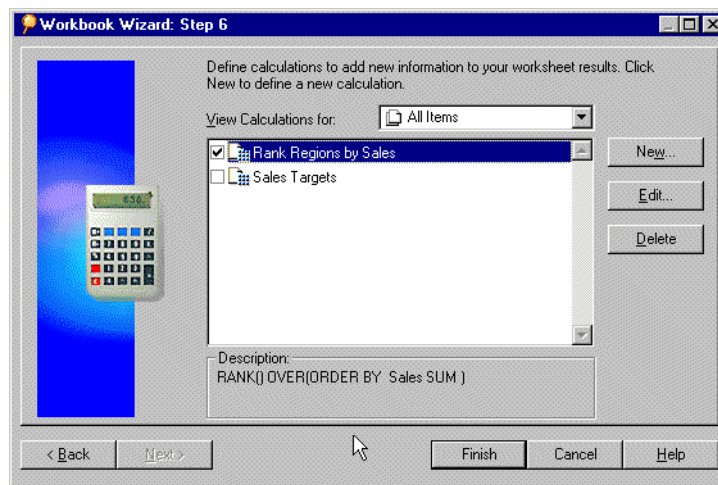 Workbook Wizard: Step 6
Define calculations to add new information to your worksheet results. Click
New to define a new calculation.
View Calculations for:
All Items
Rank Regions by Sales
New...
Sales Targets
Edit...
Delete
630.
Description:
RANK() OVER(ORDER BY  Sales SUM )
< Back
Next >
Finish
Cancel
Help